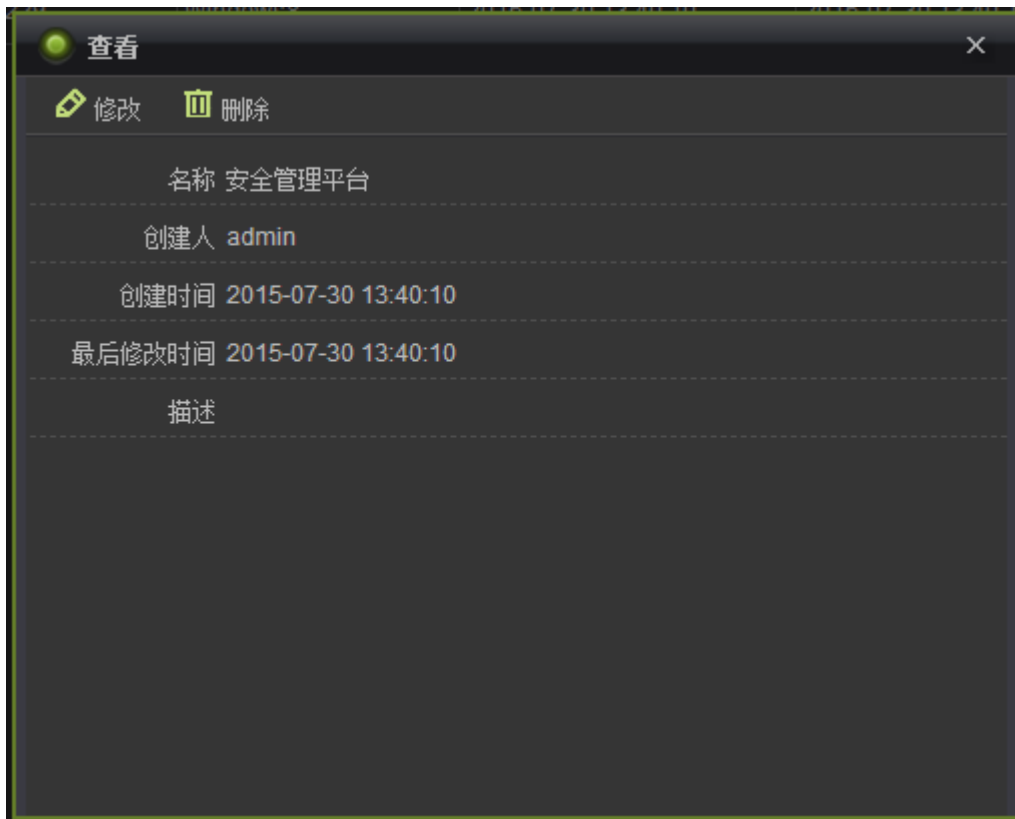 查看
修改 删除
名称 安全管理平台
创建人 admin
创建时间 2015-07-30 13:40:10
最后修改时间 2015-07-30 13:40:10
描述